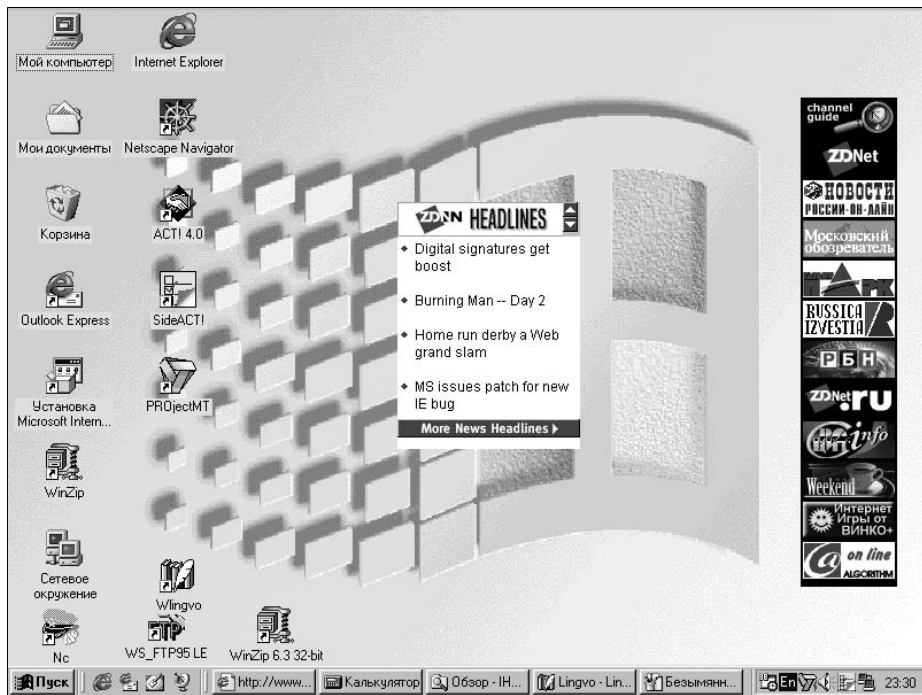 Мой компьютер
Internet Explorer
Мои документы
Netscape Navigator
Корзина
ACT! 4.0
Outlook Express
SideACT!
Установка
Microsoft Intern...
PROjectMT
WinZip
Сетевое
окружение
Wlingvo
Nc
FTP
WS_FTP95 LE
WinZip 6.3 32-bit
ZDNN HEADLINES
Digital signatures get
boost
Burning Man -- Day 2
Home run derby a Web
grand slam
MS issues patch for new
IE bug
More News Headlines
channel
guide
ZDNet
НОВОСТИ
РОССИИ-ОН-ЛАЙН
Московский
обозреватель
ПАРК
RUSSICA
IZVESTIA
РБН
ZDNet.ru
info
Weekend
Интернет
Игры от
ВИНКО+
@ on line
ALGORITHM
Пуск
http://www...
Калькулятор
Обзор - IH...
Lingvo - Lin...
Безымянн...
En
23:30